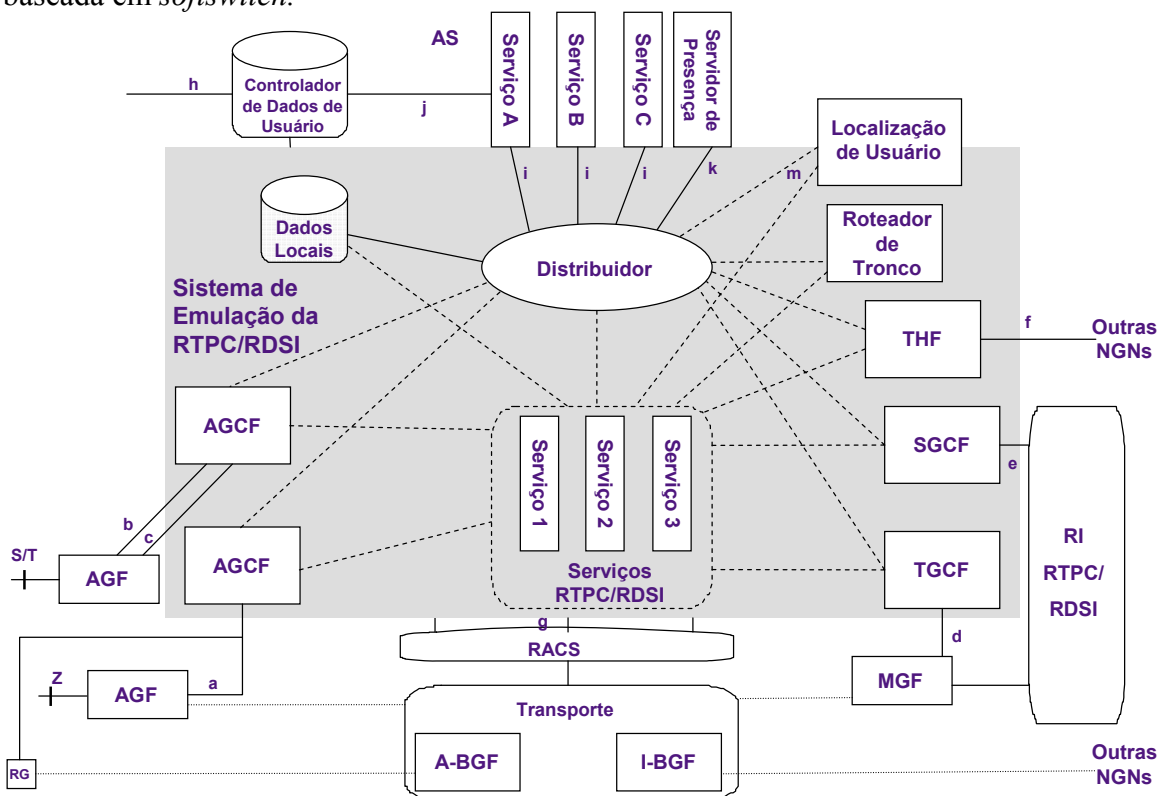 buscada em softswitch.
AS
Serviço A
Serviço B
Serviço C
Servidor de
Presença
h
Controlador
de Dados de
Usuário
j
Localização
de Usuário
i
i
i
k
m
Dados
Locais
Roteador
de
Tronco
Distribuidor
Sistema de
Emulação da
RTPC/RDSI
THF
f
Outras
NGNs
AGCF
SGCF
e
Serviço 1
Serviço 2
Serviço 3
b
c
S/T
AGF
AGCF
Serviços
RTPC/RDSI
TGCF
RI
RTPC/
RDSI
g
RACS
d
Z
AGF
a
MGF
Transporte
A-BGF
I-BGF
RG
Outras
NGNs